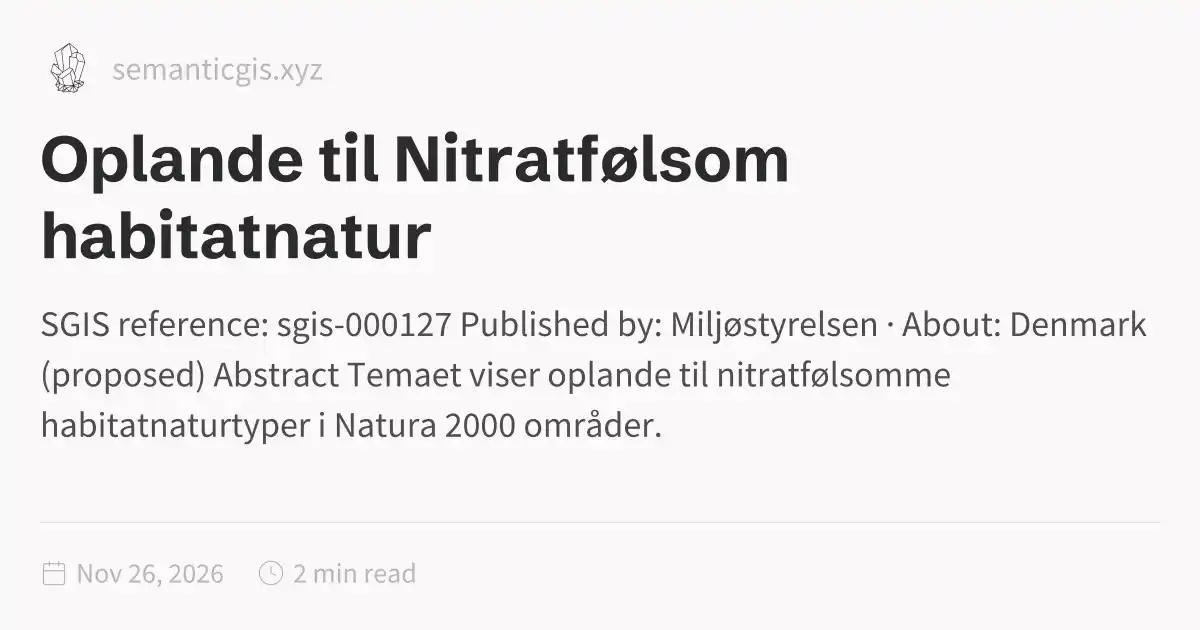 semanticgis.xyz
Oplande til Nitratfølsom
habitatnatur
SGIS reference: sgis-000127 Published by: Miljøstyrelsen · About: Denmark
(proposed) Abstract Temaet viser oplande til nitratfølsomme
habitatnaturtyper i Natura 2000 områder.
Nov 26, 2026 2 min read